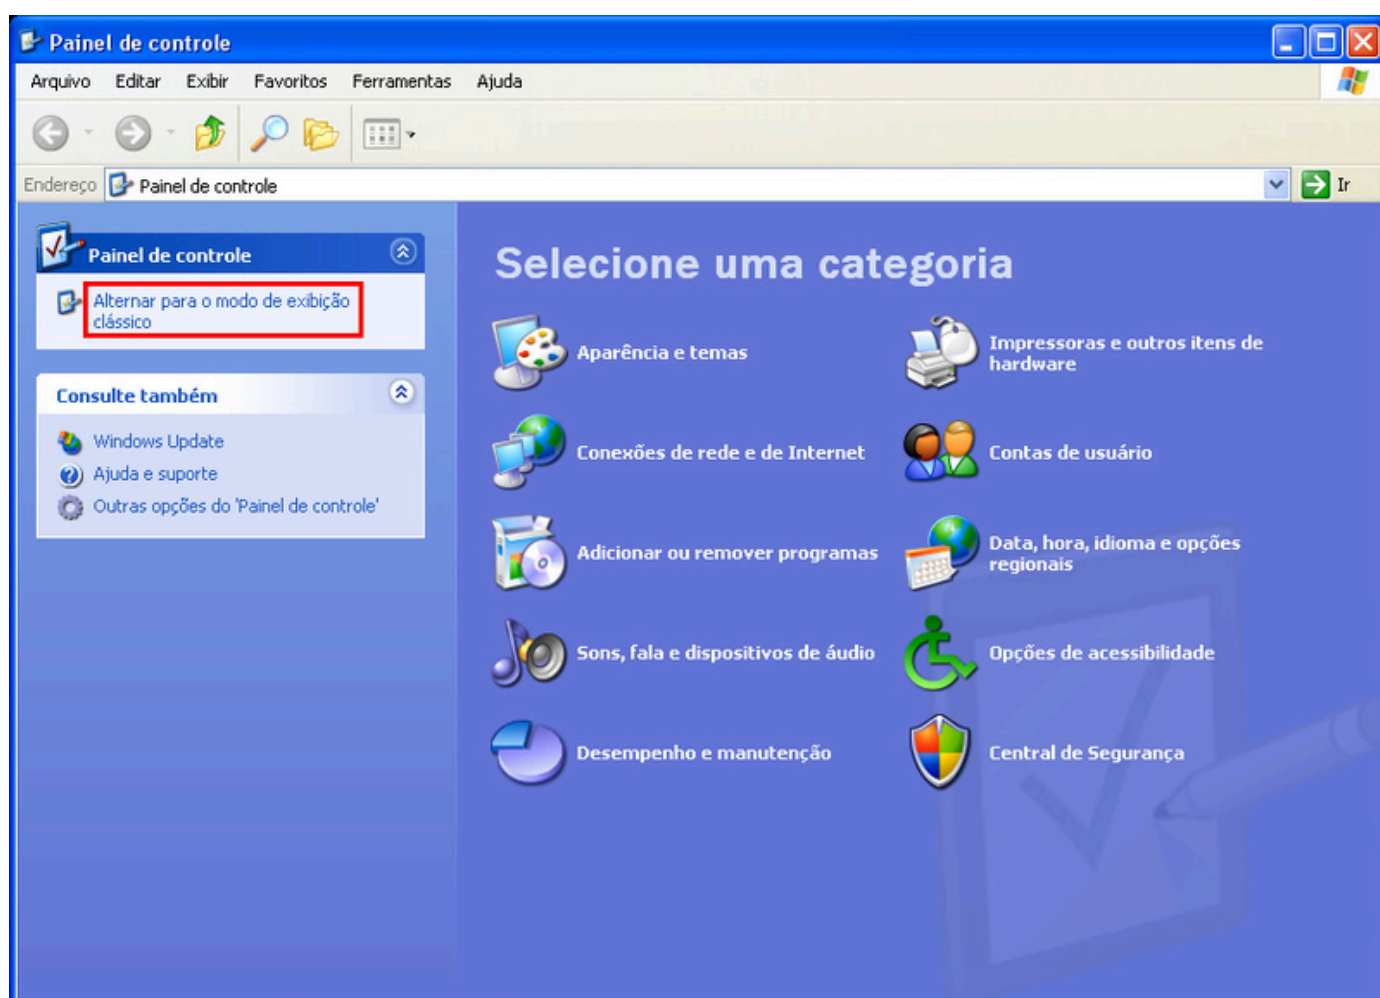 Painel de controle
Arquivo Editar Exibir Favoritos Ferramentas Ajuda
Endereço Painel de controle Ir
Painel de controle
Alternar para o modo de exibição
clássico
Consulte também
Windows Update
Ajuda e suporte
Outras opções do 'Painel de controle'
Selecione uma categoria
Aparência e temas
Impressoras e outros itens de
hardware
Conexões de rede e de Internet
Contas de usuário
Adicionar ou remover programas
Data, hora, idioma e opções
regionais
Sons, fala e dispositivos de áudio
Opções de acessibilidade
Desempenho e manutenção
Central de Segurança